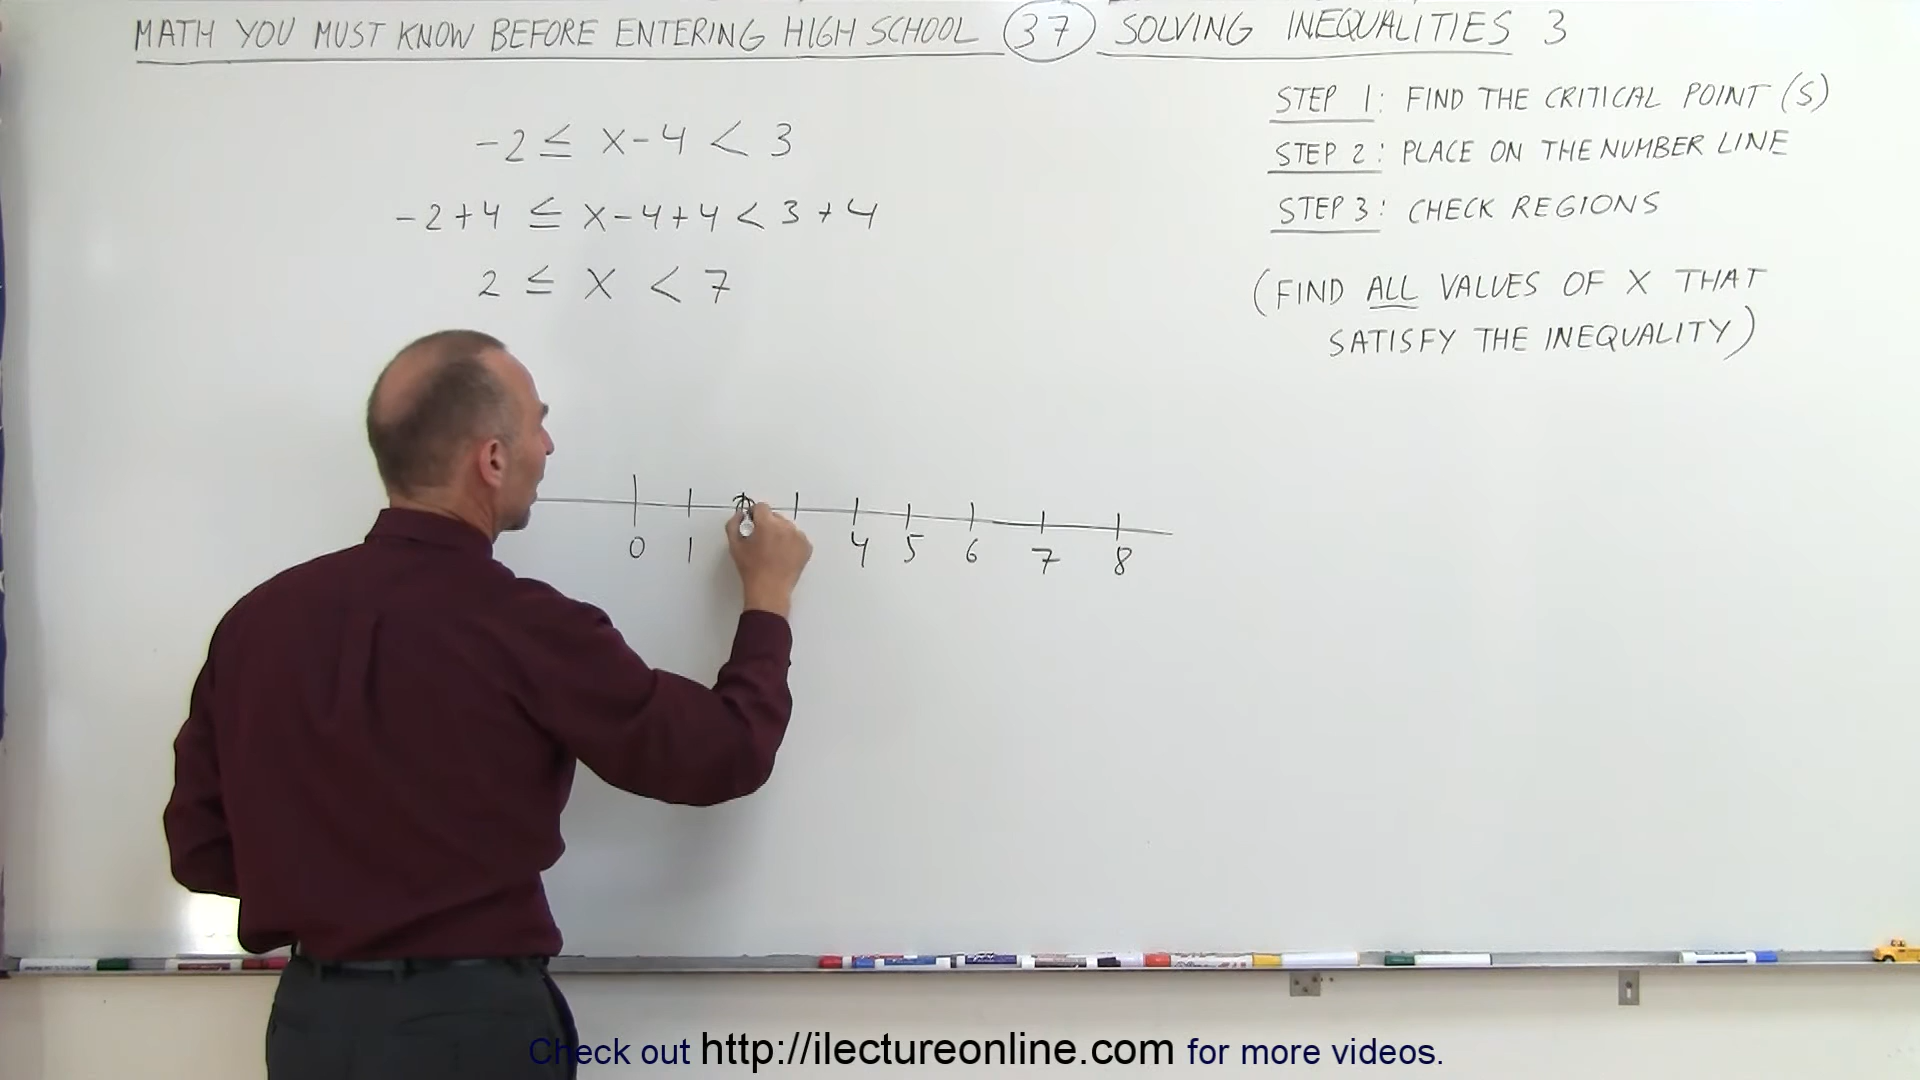 MATH YOU MUST KNOW BEFORE ENTERING HIGH SCHOOL 37 SOLVING INEQUALITIES 3
-2 ≤ X-4 < 3
-2+4 ≤ X-4+4 < 3+4
2 ≤ X < 7
STEP 1: FIND THE CRITICAL POINT(S)
STEP 2: PLACE ON THE NUMBER LINE
STEP 3: CHECK REGIONS
(FIND ALL VALUES OF X THAT
SATISFY THE INEQUALITY)
0 1 4 5 6 7 8
Check out http://ilectureonline.com for more videos.